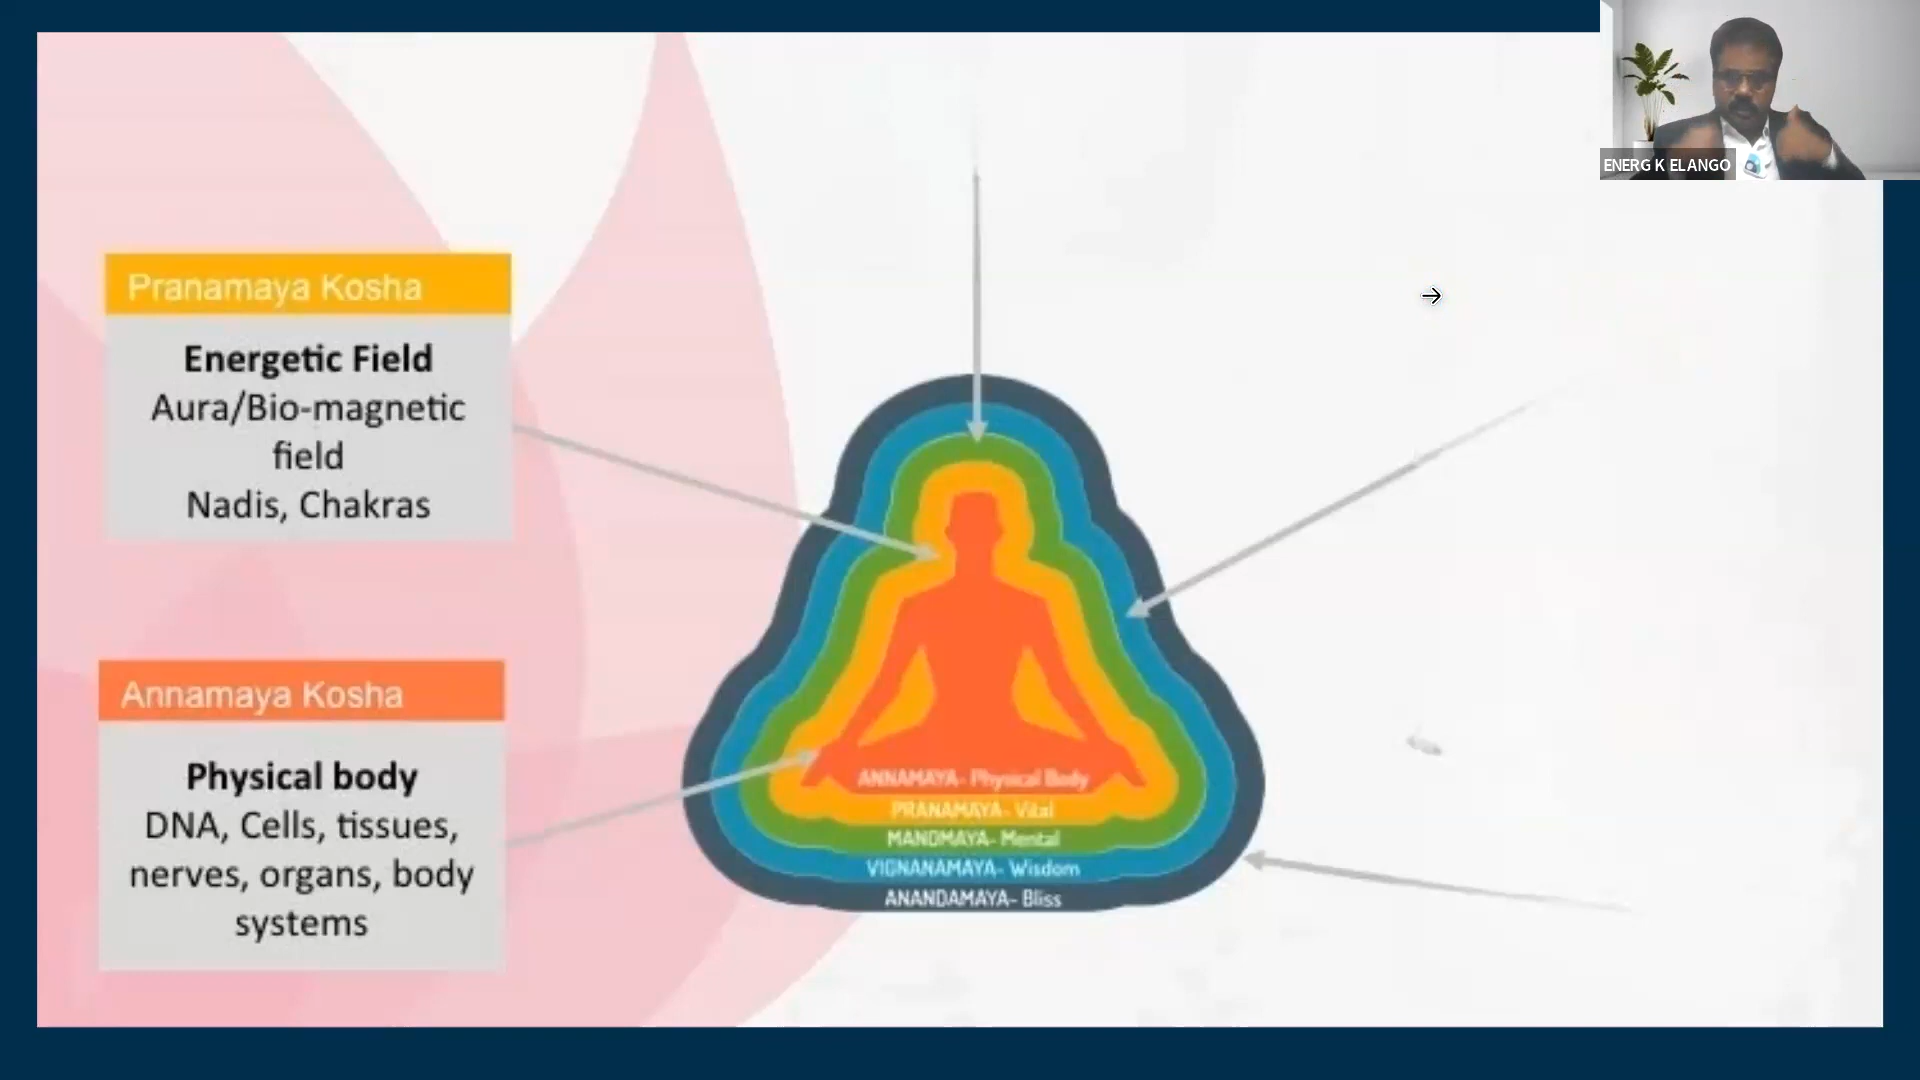 ENERG K ELANGO
Pranamaya Kosha
Energetic Field
Aura/Bio-magnetic
field
Nadis, Chakras
Annamaya Kosha
Physical body
DNA, Cells, tissues,
nerves, organs, body
systems
ANNAMAYA- Physical Body
PRANAMAYA- Vital
MANOMAYA- Mental
VIGNANAMAYA- Wisdom
ANANDAMAYA- Bliss